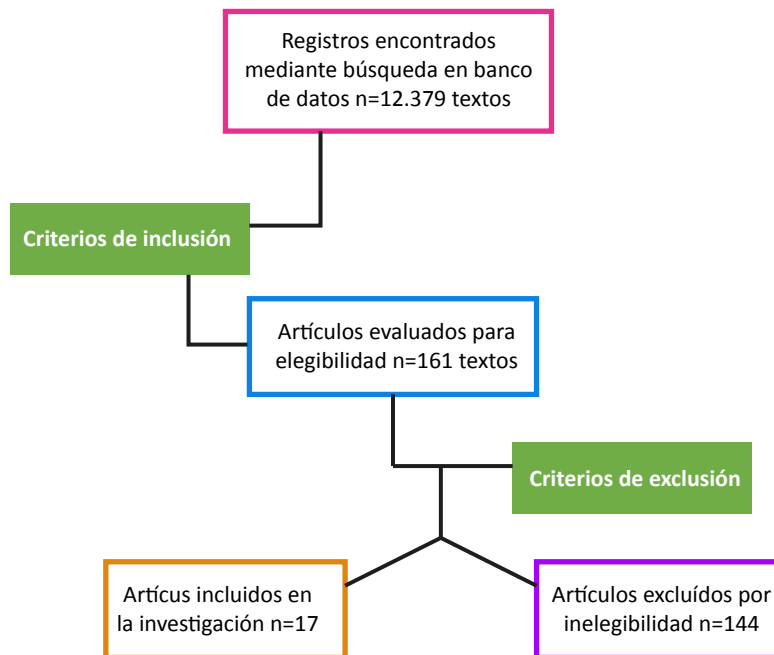 Registros encontrados
mediante búsqueda en banco
de datos n=12.379 textos
Criterios de inclusión
Artículos evaluados para
elegibilidad n=161 textos
Criterios de exclusión
Artícus incluidos en
la investigación n=17
Artículos excluídos por
inelegibilidad n=144